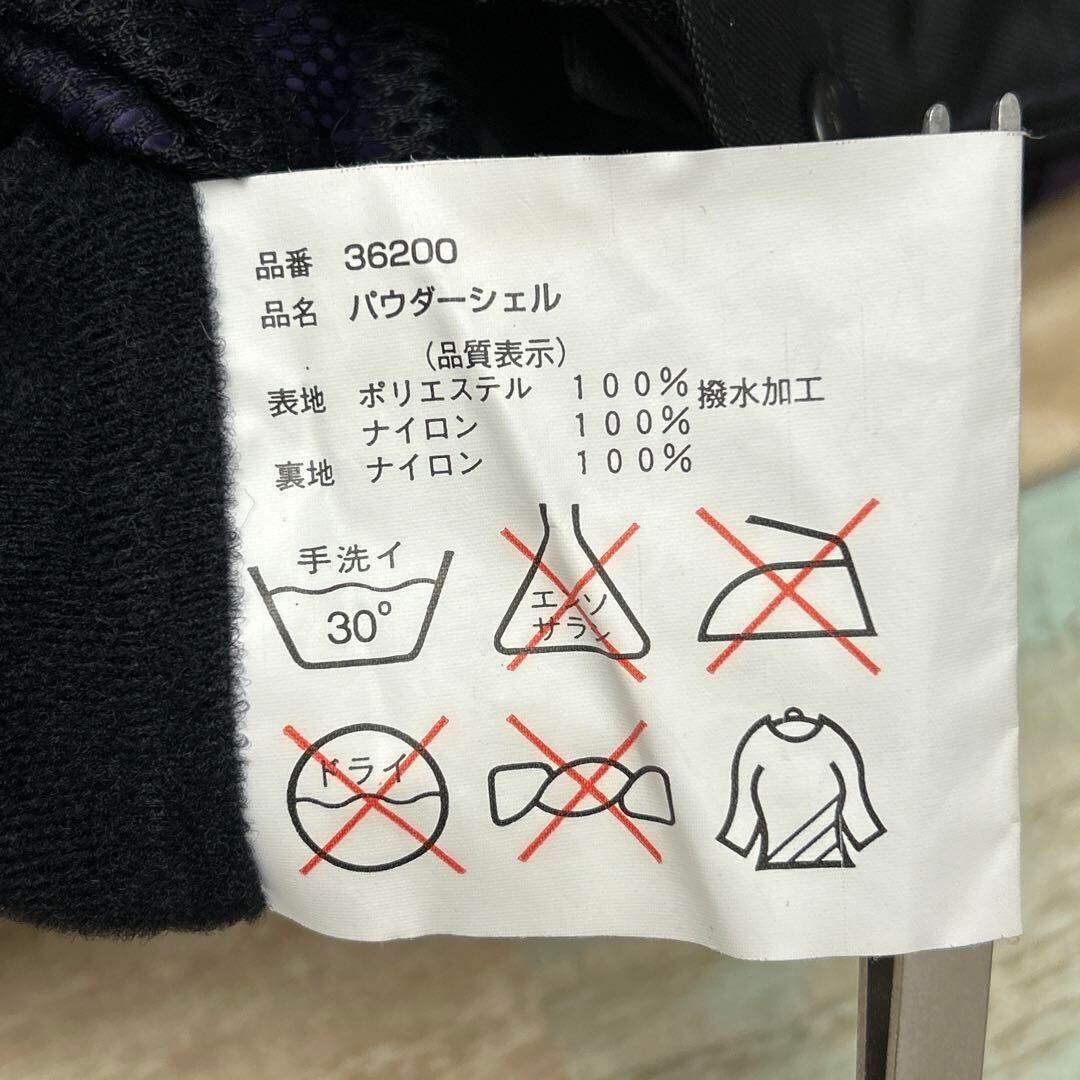 品番 36200
品名 パウダーシェル
(品質表示)
表地 ポリエステル 100% 撥水加工
ナイロン 100%
裏地 ナイロン 100%
手洗イ
30°
エンソ
サラシ
ドライ